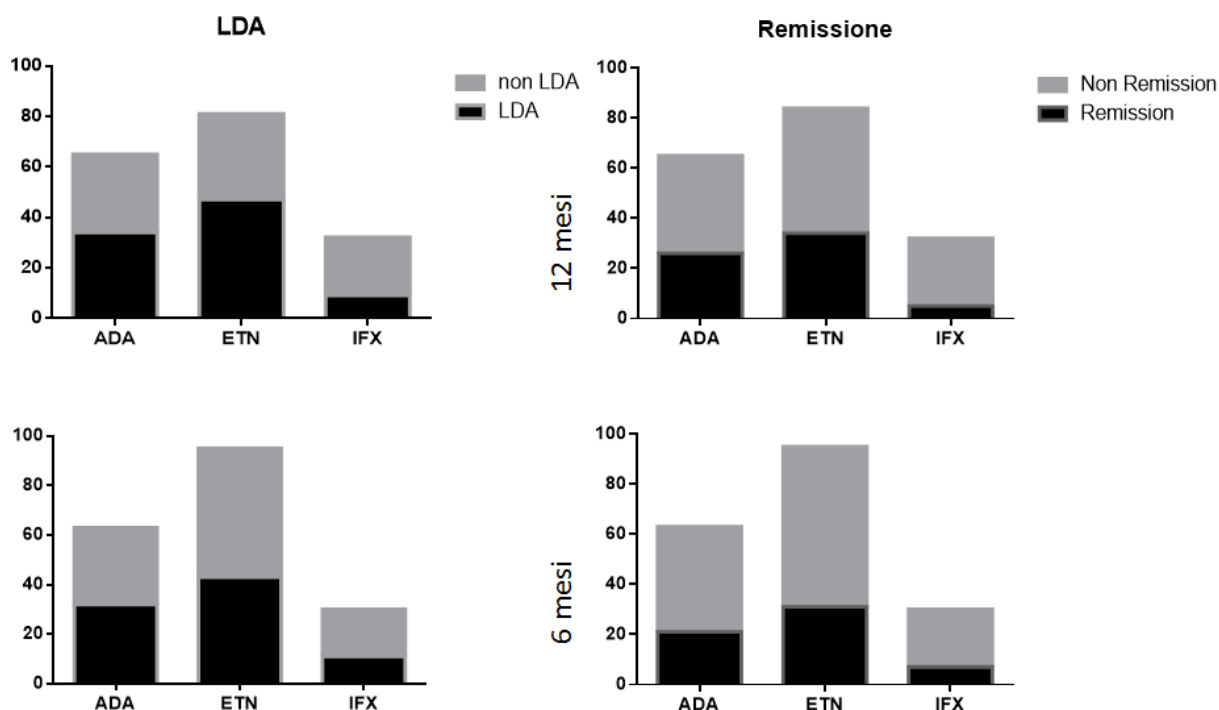 LDA
100
80
60
40
20
0
ADA ETN IFX
non LDA
LDA
Remissione
12 mesi
100
80
60
40
20
0
ADA ETN IFX
Non Remission
Remission
100
80
60
40
20
0
ADA ETN IFX
6 mesi
100
80
60
40
20
0
ADA ETN IFX